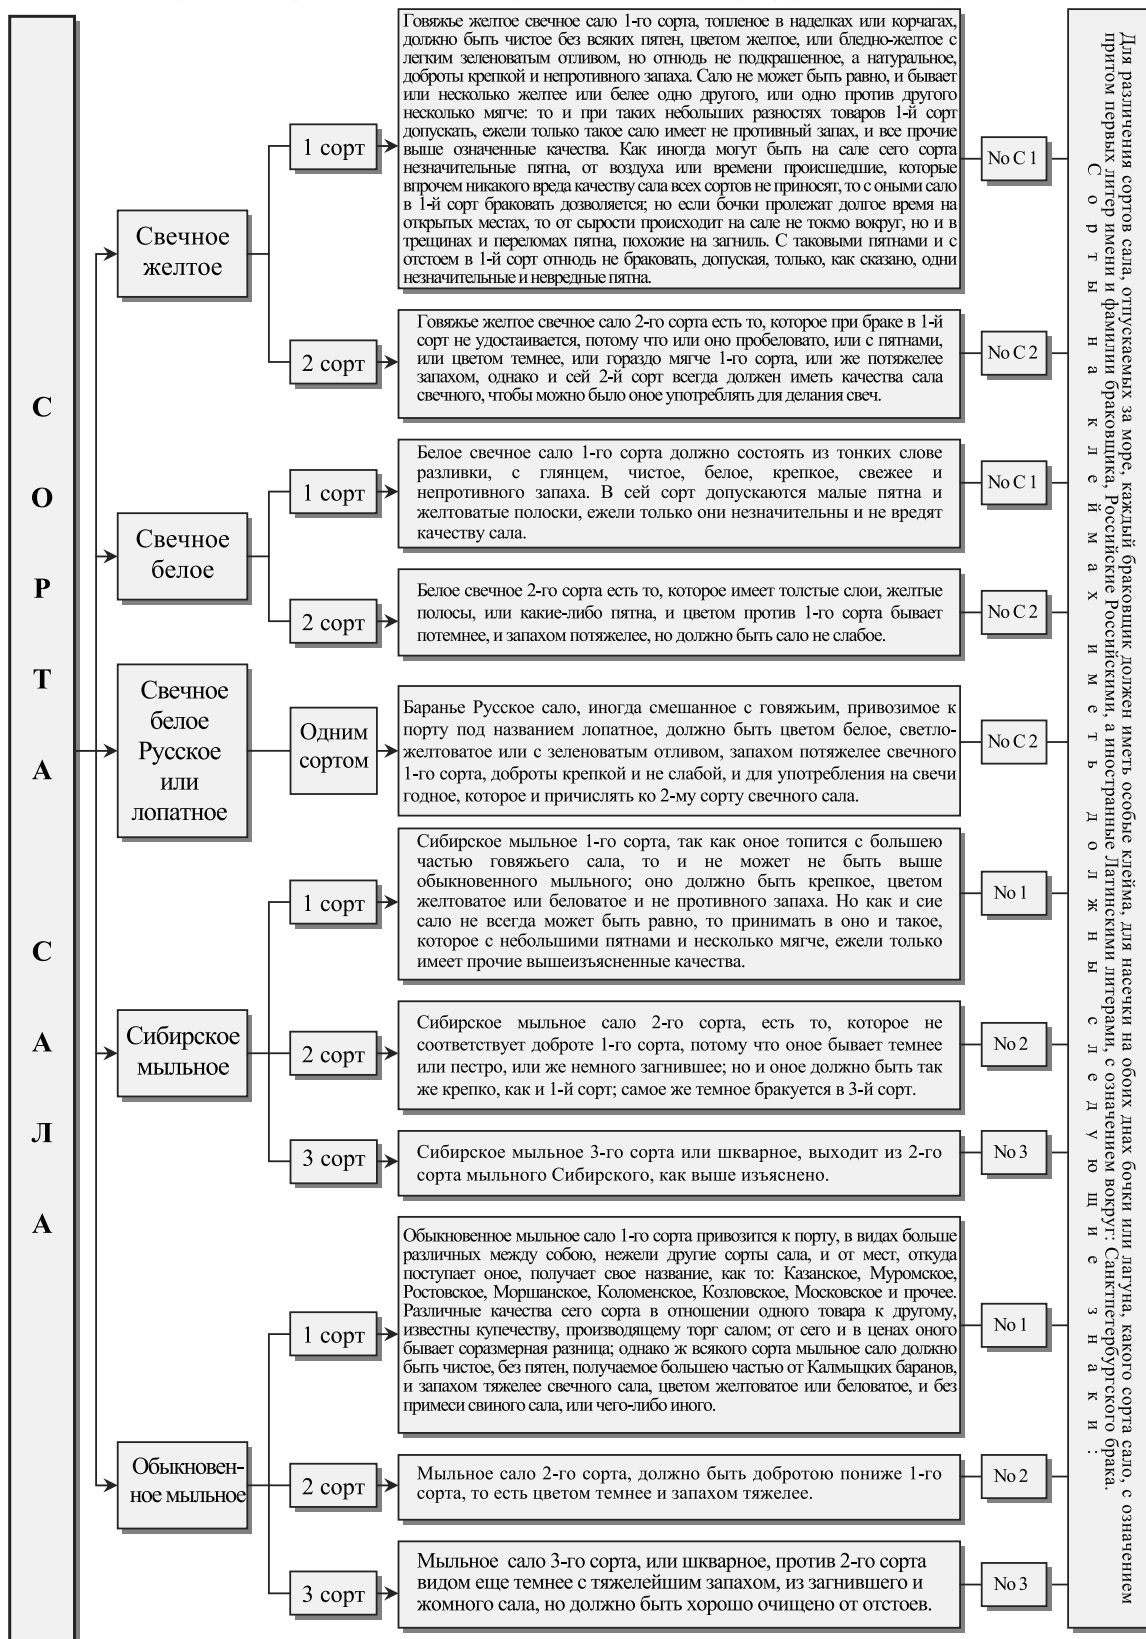 СОРТА САЛА
Свечное
желтое
1 сорт
Говяжье желтое свечное сало 1-го сорта, топленое в наделках или корчагах,
должно быть чистое без всяких пятен, цветом желтое, или бледно-желтое с
легким зеленоватым отливом, но отнюдь не подкрашенное, а натуральное,
доброты крепкой и непротивного запаха. Сало не может быть равно, и бывает
или несколько желтее или белее одно другого, или одно против другого
несколько мягче: то и при таких небольших разностях товаров 1-й сорт
допускать, ежели только такое сало имеет не противный запах, и все прочие
выше означенные качества. Как иногда могут быть на сале сего сорта
незначительные пятна, от воздуха или времени происшедшие, которые
впрочем никакого вреда качеству сала всех сортов не приносят, то с оными сало
в 1-й сорт браковать дозволяется; но если бочки пролежат долгое время на
открытых местах, то от сырости происходит на сале не токмо вокруг, но и в
трещинах и переломах пятна, похожие на загниль. С таковыми пятнами и с
отстоем в 1-й сорт отнюдь не браковать, допуская, только, как сказано, одни
незначительные и невредные пятна.
No C 1
2 сорт
Говяжье желтое свечное сало 2-го сорта есть то, которое при браке в 1-й
сорт не удостаивается, потому что или оно пробеловато, или с пятнами,
или цветом темнее, или гораздо мягче 1-го сорта, или же потяжелее
запахом, однако и сей 2-й сорт всегда должен иметь качества сала
свечного, чтобы можно было оное употреблять для делания свеч.
No C 2
Свечное
белое
1 сорт
Белое свечное сало 1-го сорта должно состоять из тонких слове
разливки, с глянцем, чистое, белое, крепкое, свежее и
непротивного запаха. В сей сорт допускаются малые пятна и
желтоватые полоски, ежели только они незначительны и не вредят
качеству сала.
No C 1
2 сорт
Белое свечное 2-го сорта есть то, которое имеет толстые слои, желтые
полосы, или какие-либо пятна, и цветом против 1-го сорта бывает
потемнее, и запахом потяжелее, но должно быть сало не слабое.
No C 2
Свечное
белое
Русское
или
лопатное
Одним
сортом
Баранье Русское сало, иногда смешанное с говяжьим, привозимое к
порту под названием лопатное, должно быть цветом белое, светло-
желтоватое или с зеленоватым отливом, запахом потяжелее свечного
1-го сорта, доброты крепкой и не слабой, и для употребления на свечи
годное, которое и причислять ко 2-му сорту свечного сала.
No C 2
Сибирское
мыльное
1 сорт
Сибирское мыльное 1-го сорта, так как оное топится с большею
частью говяжьего сала, то и не может не быть выше
обыкновенного мыльного; оно должно быть крепкое, цветом
желтоватое или беловатое и не противного запаха. Но как и сие
сало не всегда может быть равно, то принимать в оно и такое,
которое с небольшими пятнами и несколько мягче, ежели только
имеет прочие вышеизъясненные качества.
No 1
2 сорт
Сибирское мыльное сало 2-го сорта, есть то, которое не
соответствует доброте 1-го сорта, потому что оное бывает темнее
или пестро, или же немного загнившее; но и оное должно быть так
же крепко, как и 1-й сорт; самое же темное бракуется в 3-й сорт.
No 2
3 сорт
Сибирское мыльное 3-го сорта или шкварное, выходит из 2-го
сорта мыльного Сибирского, как выше изъяснено.
No 3
Обыкновен-
ное мыльное
1 сорт
Обыкновенное мыльное сало 1-го сорта привозится к порту, в видах больше
различных между собою, нежели другие сорты сала, и от мест, откуда
поступает оное, получает свое название, как то: Казанское, Муромское,
Ростовское, Моршанское, Коломенское, Козловское, Московское и прочее.
Различные качества сего сорта в отношении одного товара к другому,
известны купечеству, производящему торг салом; от сего и в ценах оного
бывает соразмерная разница; однако ж всякого сорта мыльное сало должно
быть чистое, без пятен, получаемое большею частью от Калмыцких баранов,
и запахом тяжелее свечного сала, цветом желтоватое или беловатое, и без
примеси свиного сала, или чего-либо иного.
No 1
2 сорт
Мыльное сало 2-го сорта, должно быть добротою пониже 1-го
сорта, то есть цветом темнее и запахом тяжелее.
No 2
3 сорт
Мыльное сало 3-го сорта, или шкварное, против 2-го сорта
видом еще темнее с тяжелейшим запахом, из загнившего и
жомного сала, но должно быть хорошо очищено от отстоев.
No 3
Для различения сортов сала, отпускаемых за море, каждый браковщик должен иметь особые клейма, для насечки на обоих днах бочки или лагуна, какого сорта сало, с означением
притом первых литер имени и фамилии браковщика, Российские Российскими, а иностранные Латинскими литерами, с означением вокруг: Санктпетербургского брака.
Сорты на клеймах иметь должны следующие знаки: